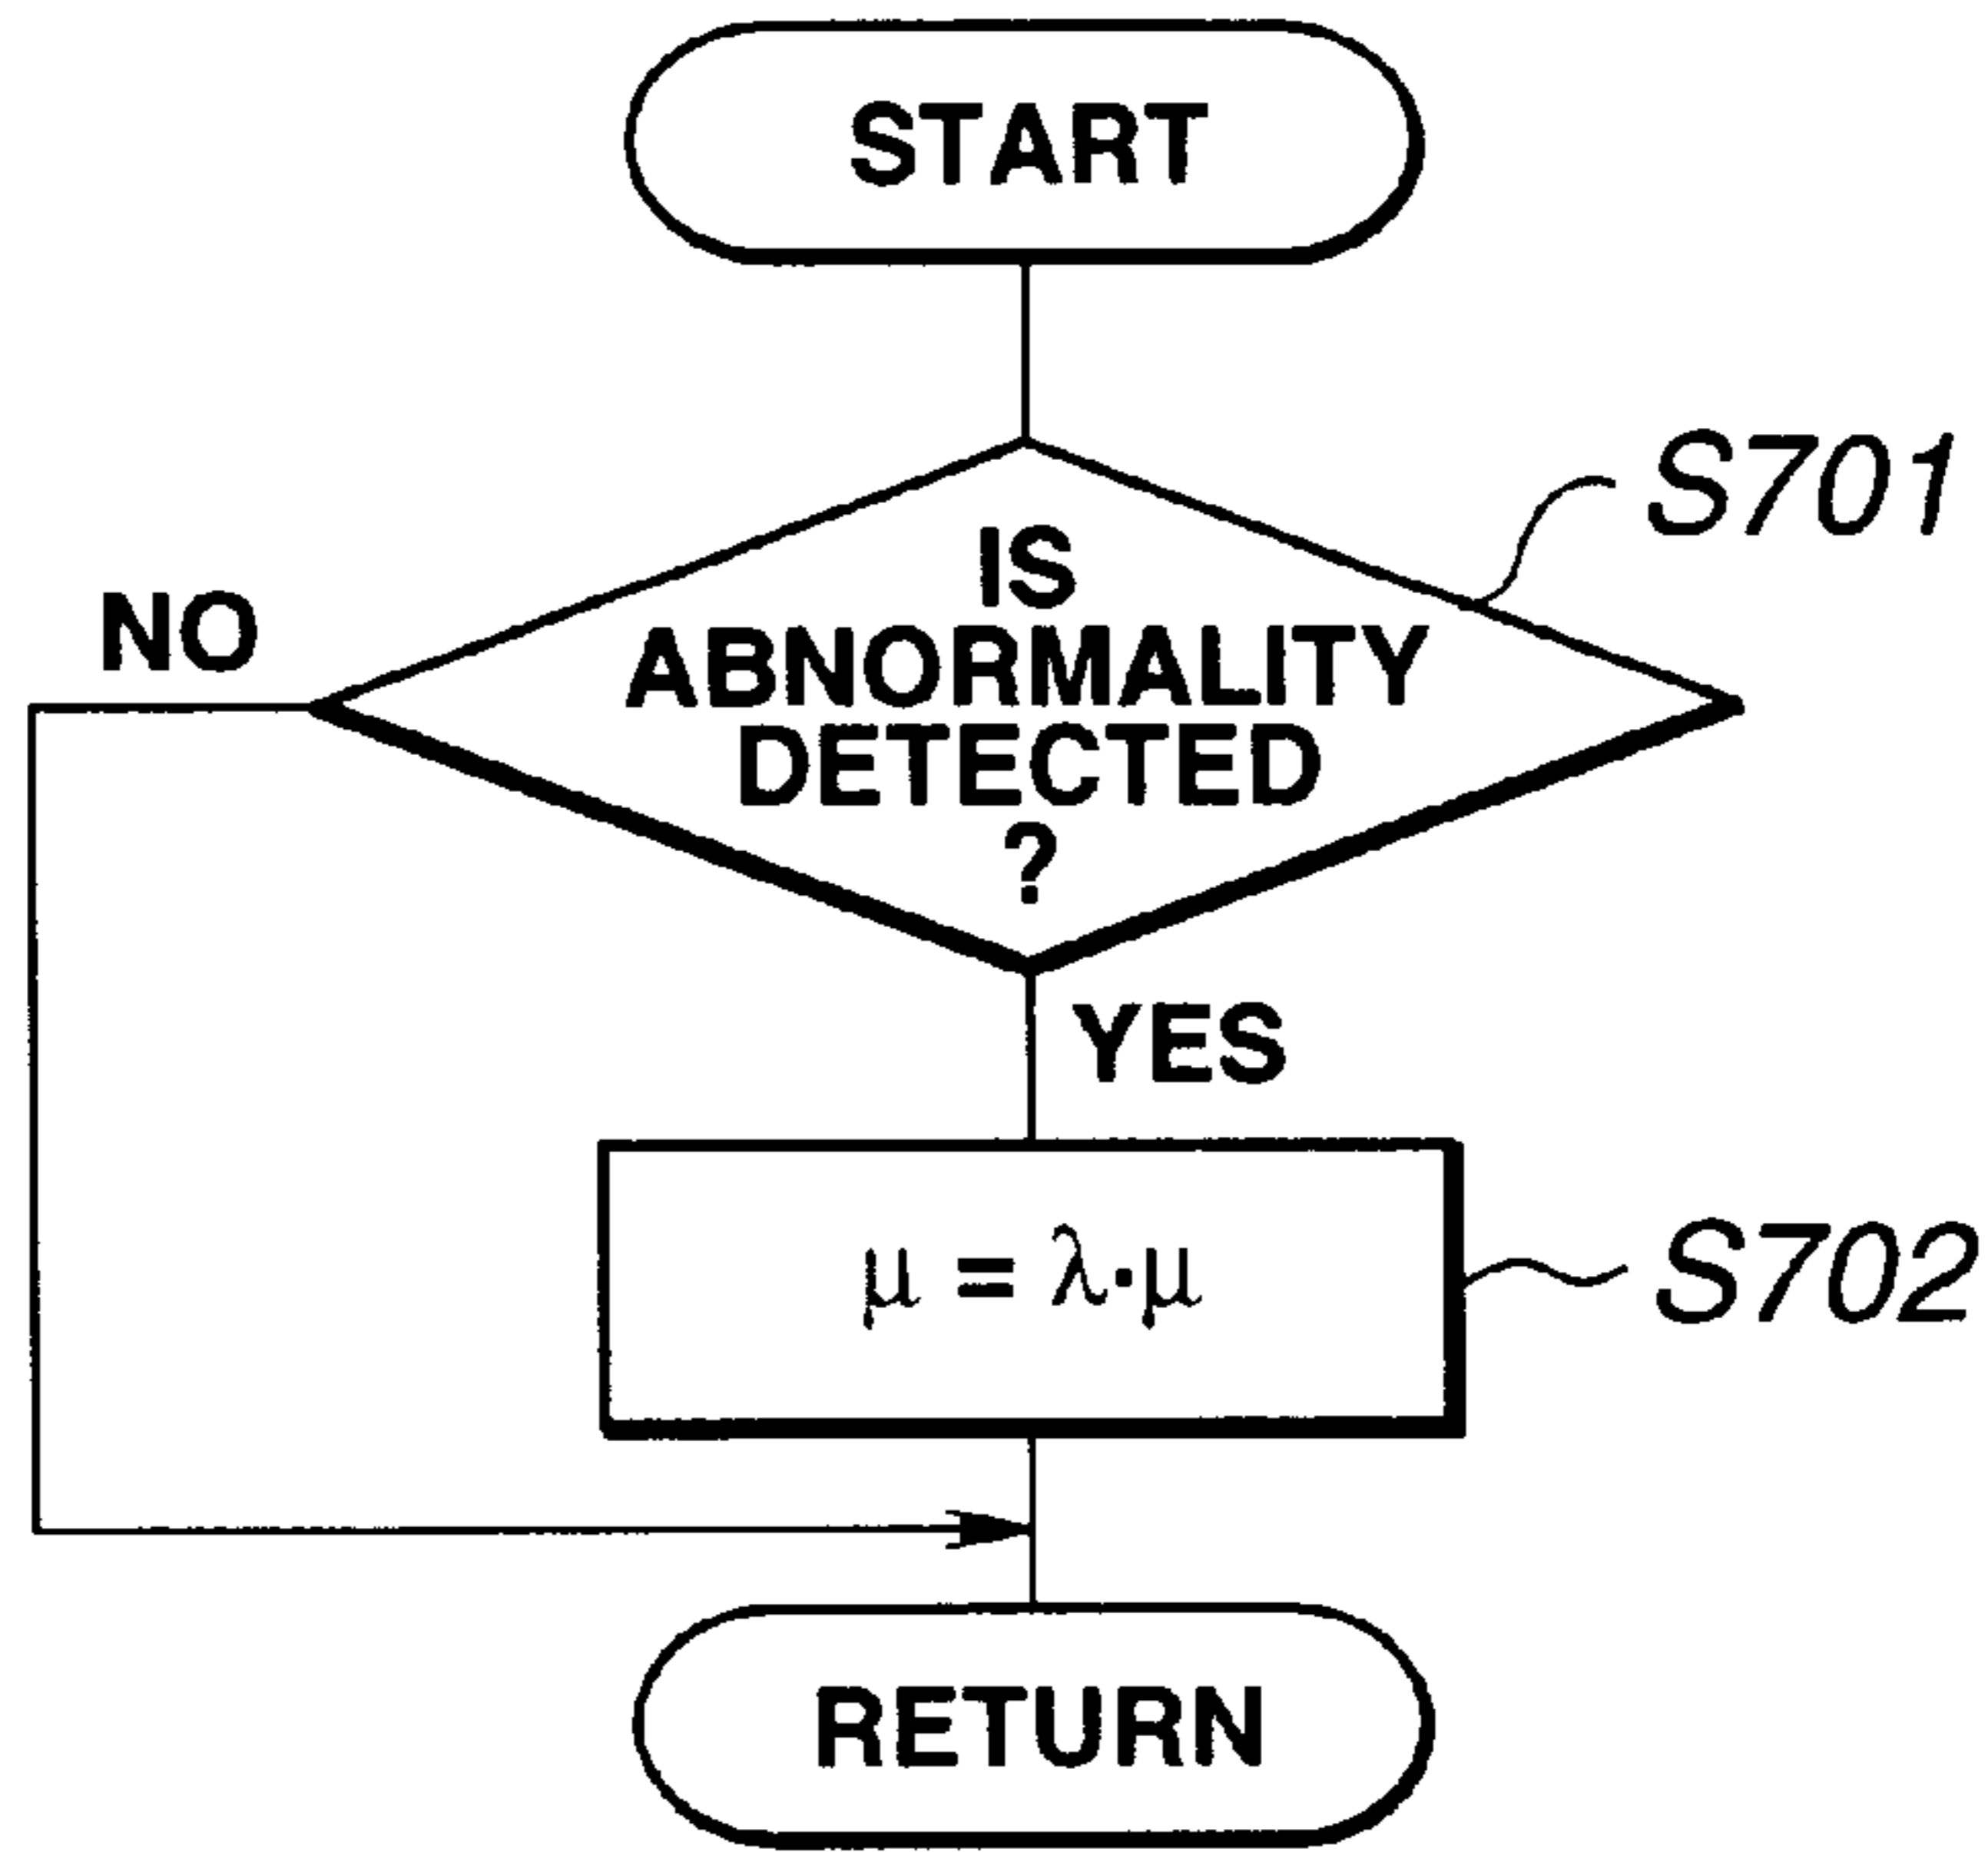 START
S701
IS
ABNORMALITY
DETECTED
?
NO
YES
μ = λ·μ
S702
RETURN